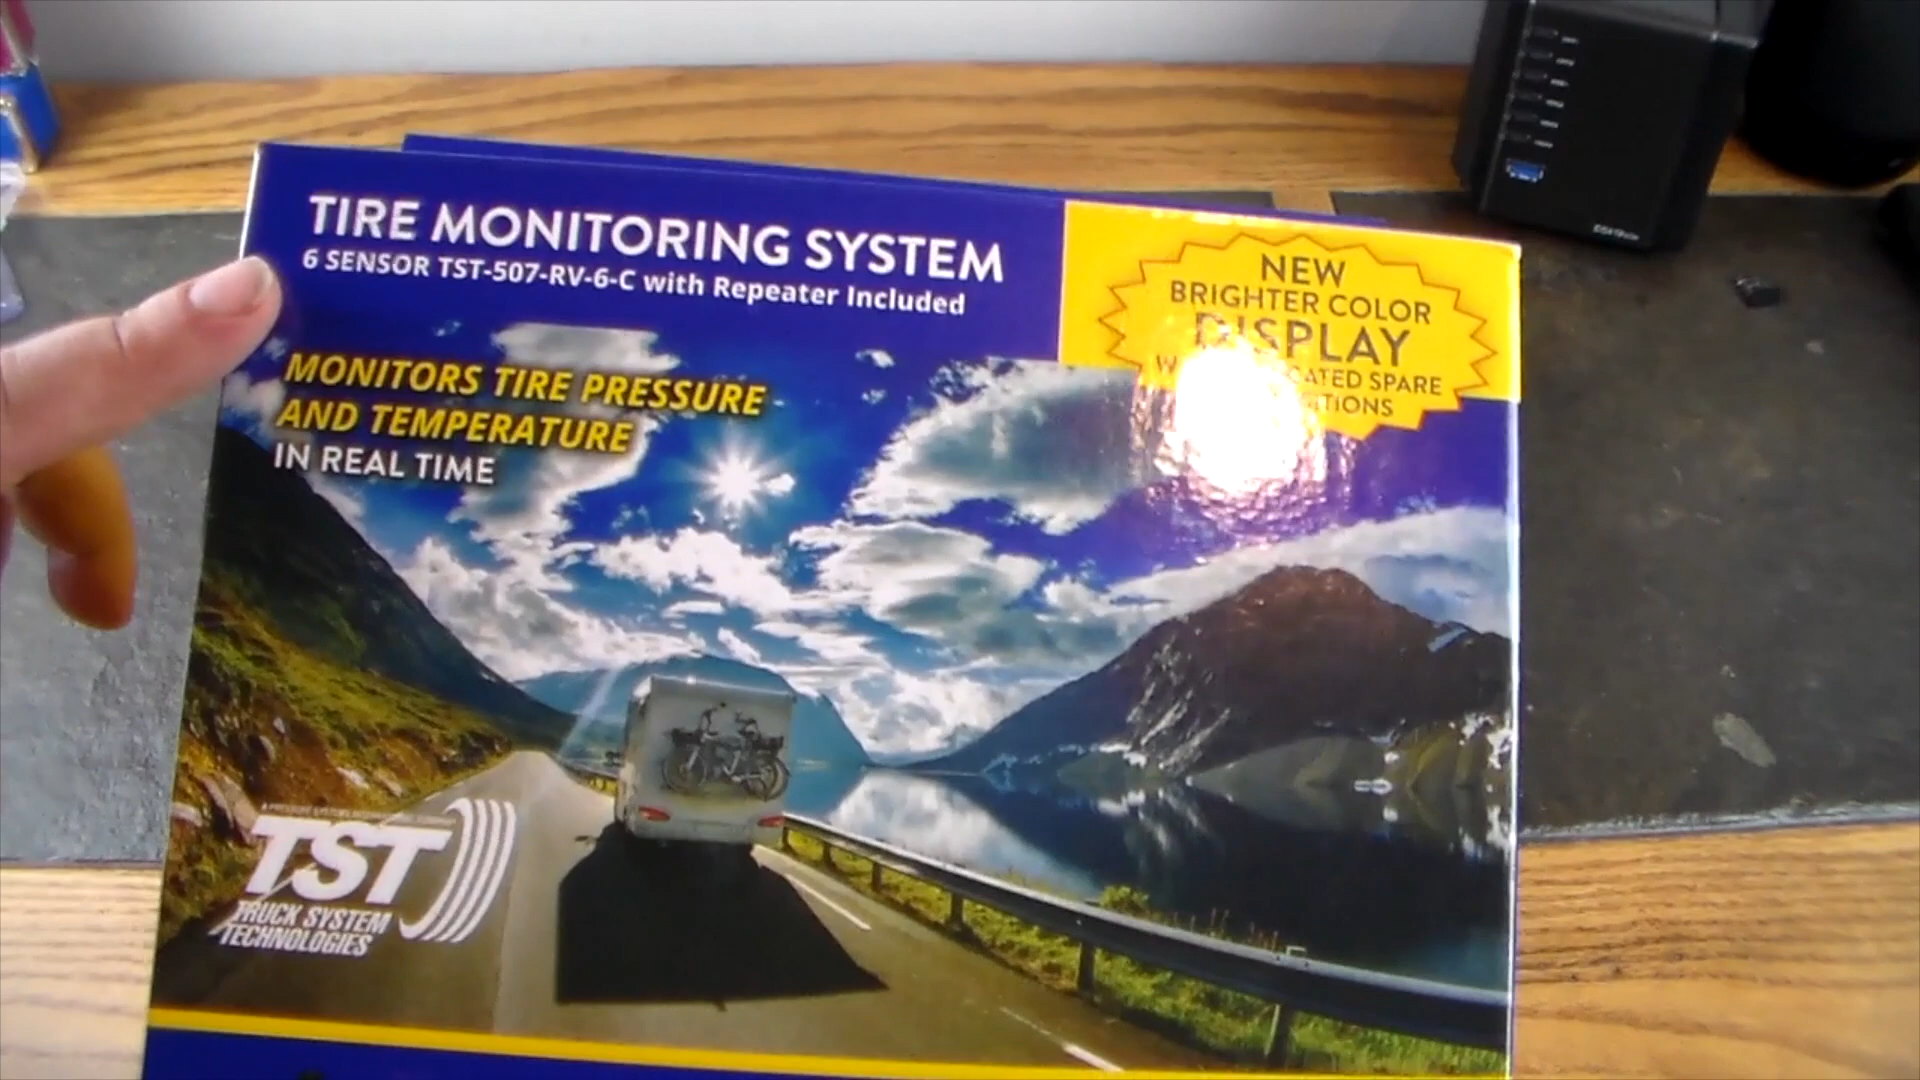 TIRE MONITORING SYSTEM
6 SENSOR TST-507-RV-6-C with Repeater Included
NEW
BRIGHTER COLOR
DISPLAY
SPARE
MONITORS TIRE PRESSURE
AND TEMPERATURE
IN REAL TIME
TST
TRUCK SYSTEM
TECHNOLOGIES